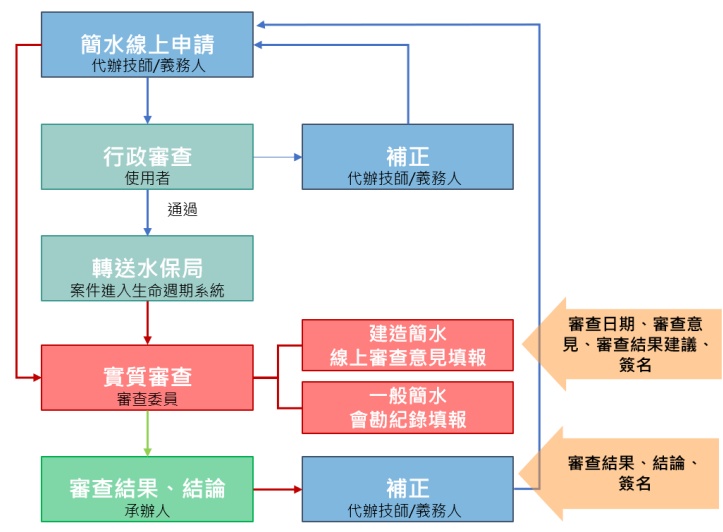 簡水線上申請
代辦技師/義務人
行政審查
使用者
補正
代辦技師/義務人
通過
轉送水保局
案件進入生命週期系統
實質審查
審查委員
建造簡水
線上審查意見填報
一般簡水
會勘紀錄填報
審查日期、審查意
見、審查結果建議、
簽名
審查結果、結論
承辦人
補正
代辦技師/義務人
審查結果、結論、
簽名